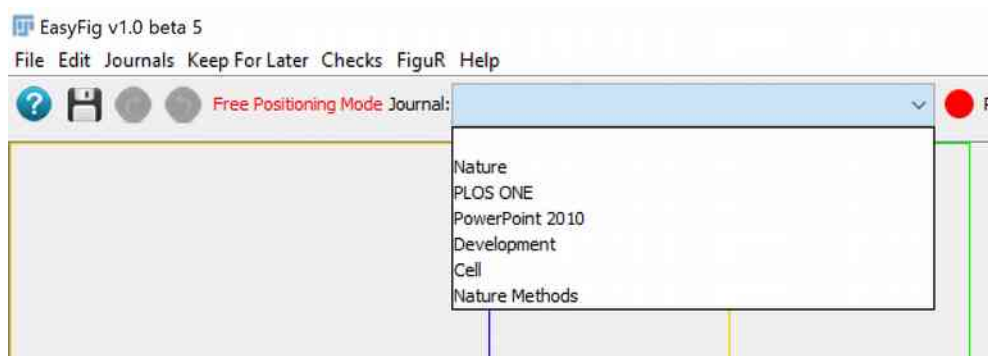 EasyFig v1.0 beta 5
File Edit Journals Keep For Later Checks FiguR Help
? Free Positioning Mode Journal:
Nature
PLOS ONE
PowerPoint 2010
Development
Cell
Nature Methods